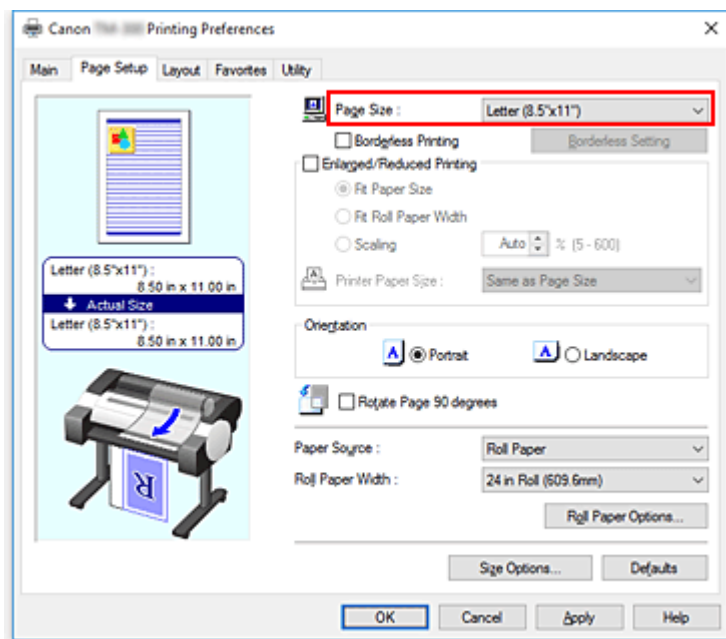 Canon Printing Preferences
Main Page Setup Layout Favorites Utility
Page Size : Letter (8.5"x11")
Borderless Printing Borderless Setting
Enlarged/Reduced Printing
Fit Paper Size
Fit Roll Paper Width
Scaling Auto % (5 - 600)
Printer Paper Size : Same as Page Size
Letter (8.5"x11") :
8.50 in x 11.00 in
Actual Size
Letter (8.5"x11") :
8.50 in x 11.00 in
Orientation
A Portrait A Landscape
Rotate Page 90 degrees
R
Paper Source : Roll Paper
Roll Paper Width : 24 in Roll (609.6mm)
Roll Paper Options...
Size Options... Defaults
OK Cancel Apply Help